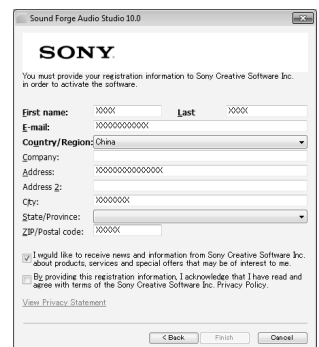 Sound Forge Audio Studio 10.0
SONY
You must provide your registration information to Sony Creative Software Inc.
in order to activate the software.
First name: XXXX Last XXXX
E-mail: XXXXXXXXXXX
Country/Region: China
Company:
Address: XXXXXXXXXXXXXX
Address 2:
City: XXXXXXX
State/Province:
ZIP/Postal code: XXXXX
I would like to receive news and information from Sony Creative Software Inc.
about products, services and special offers that may be of interest to me.
By providing this registration information, I acknowledge that I have read and
agree with terms of the Sony Creative Software Inc. Privacy Policy.
View Privacy Statement
< Back Finish Cancel